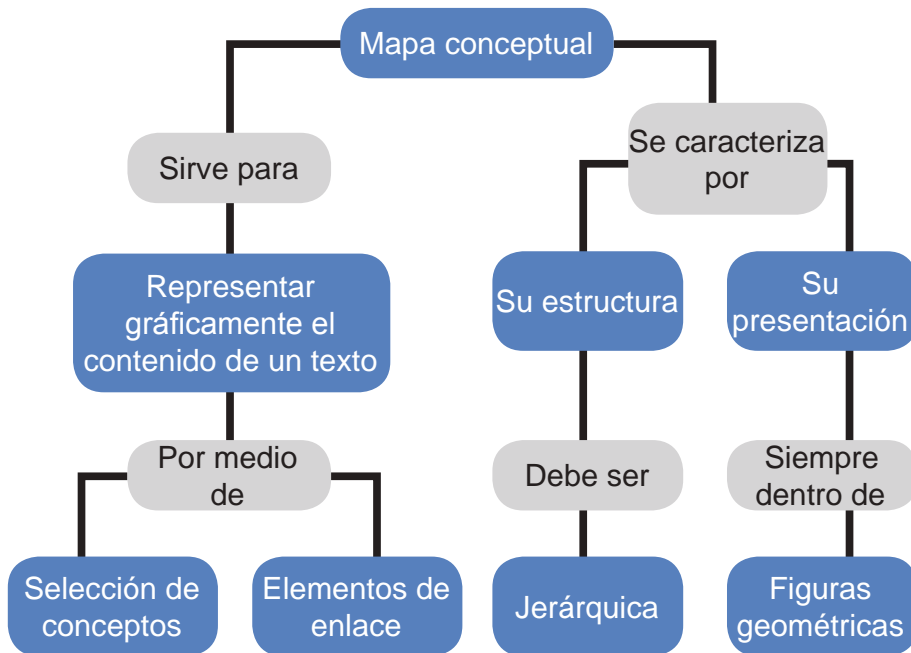 Mapa conceptual
Sirve para
Se caracteriza
por
Representar
gráficamente el
contenido de un texto
Su estructura
Su
presentación
Por medio
de
Debe ser
Siempre
dentro de
Selección de
conceptos
Elementos de
enlace
Jerárquica
Figuras
geométricas